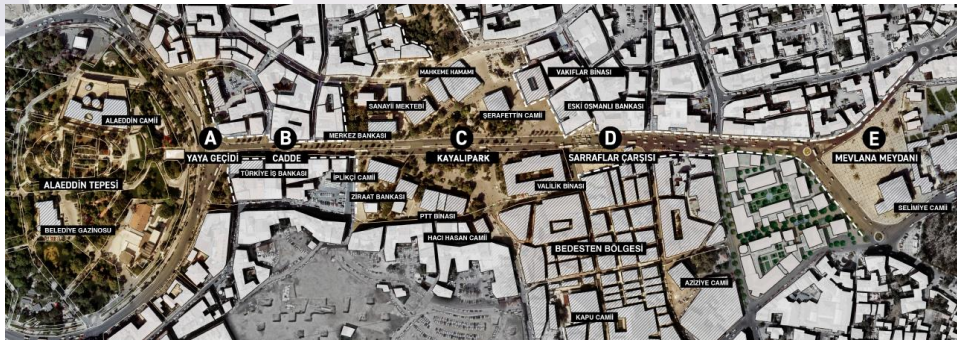 MAHKEME HAMAMI
VAKIFLAR BİNASI
SANAYİİ MEKTEBİ
ESKİ OSMANLI BANKASI
ALAEDDİN CAMİİ
ŞERAFETTİN CAMİİ
MERKEZ BANKASI
A
B
C
D
E
YAYA GEÇİDİ
CADDE
KAYALIPARK
SARRAFLAR ÇARŞISI
MEVLANA MEYDANI
TÜRKİYE İŞ BANKASI
İPLİKÇİ CAMİİ
ALAEDDİN TEPESİ
VALİLİK BİNASI
ZIRAAT BANKASI
SELİMİYE CAMİİ
PTT BİNASI
BELEDİYE GAZİNOSU
HACI HASAN CAMİİ
BEDESTEN BÖLGESİ
AZİZİYE CAMİİ
KAPU CAMİİ